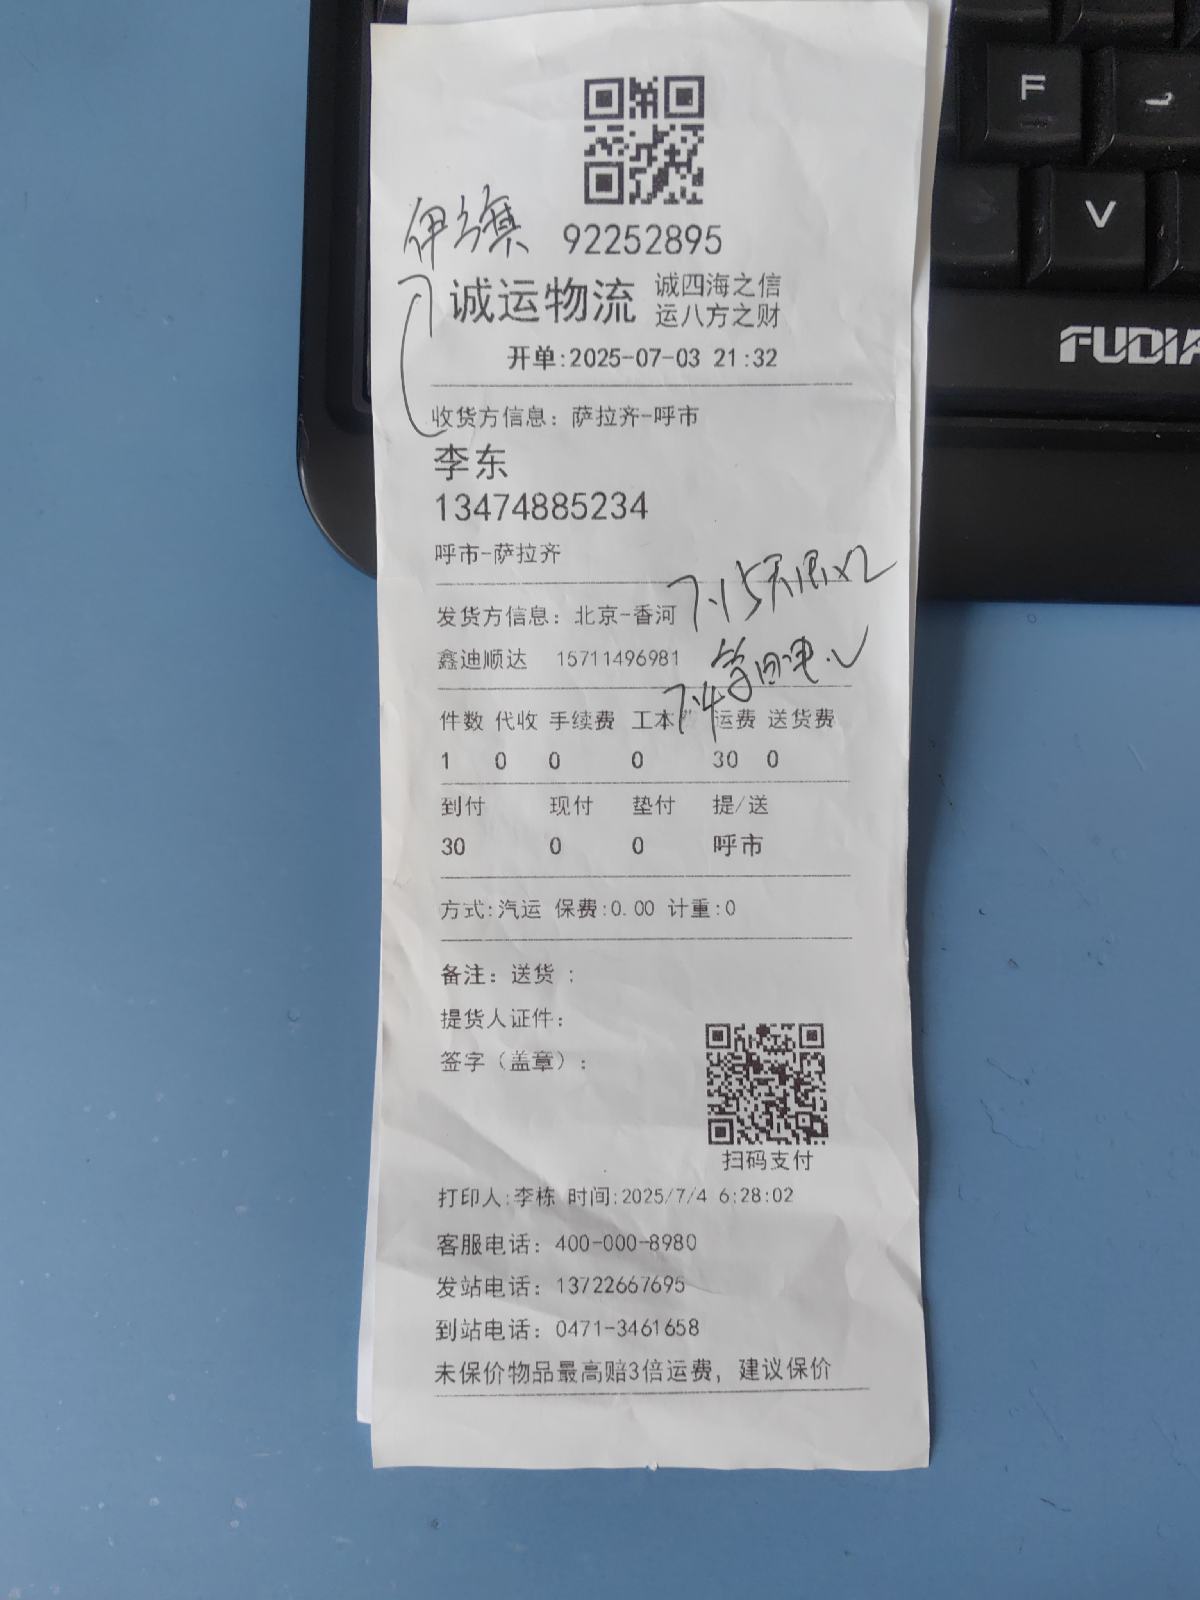 F
V
FUDIA
92252895
诚运物流 诚四海之信
运八方之财
开单:2025-07-03 21:32
收货方信息: 萨拉齐-呼市
李东
13474885234
呼市-萨拉齐
发货方信息: 北京-香河
7.15
鑫迪顺达 15711496981
7.4
件数 代收 手续费 工本费 运费 送货费
1 0 0 0 30 0
到付 现付 垫付 提/送
30 0 0 呼市
方式:汽运 保费:0.00 计重:0
备注: 送货 :
提货人证件:
签字(盖章):
扫码支付
打印人:李栋 时间:2025/7/4 6:28:02
客服电话: 400-000-8980
发站电话: 13722667695
到站电话: 0471-3461658
未保价物品最高赔3倍运费, 建议保价